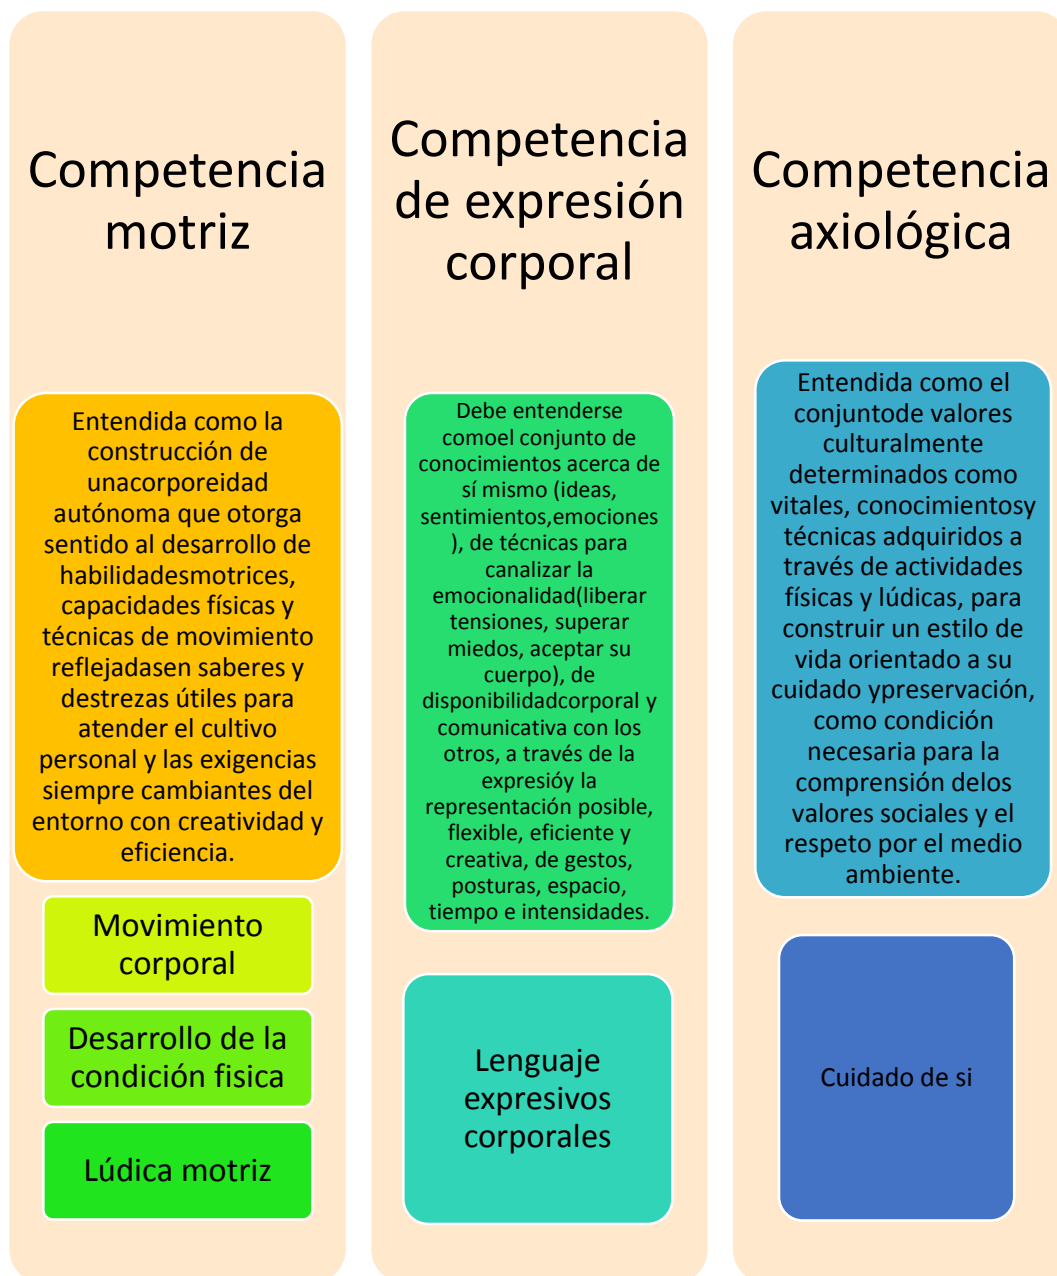 Competencia
motriz
Entendida como la
construcción de
unacorporeidad
autónoma que otorga
sentido al desarrollo de
habilidadesmotrices,
capacidades físicas y
técnicas de movimiento
reflejadasen saberes y
destrezas útiles para
atender el cultivo
personal y las exigencias
siempre cambiantes del
entorno con creatividad y
eficiencia.
Movimiento
corporal
Desarrollo de la
condición fisica
Lúdica motriz
Competencia
de expresión
corporal
Debe entenderse
comoel conjunto de
conocimientos acerca de
sí mismo (ideas,
sentimientos,emociones
), de técnicas para
canalizar la
emocionalidad(liberar
tensiones, superar
miedos, aceptar su
cuerpo), de
disponibilidadcorporal y
comunicativa con los
otros, a través de la
expresióy la
representación posible,
flexible, eficiente y
creativa, de gestos,
posturas, espacio,
tiempo e intensidades.
Lenguaje
expresivos
corporales
Competencia
axiológica
Entendida como el
conjuntode valores
culturalmente
determinados como
vitales, conocimientosy
técnicas adquiridos a
través de actividades
físicas y lúdicas, para
construir un estilo de
vida orientado a su
cuidado ypreservación,
como condición
necesaria para la
comprensión delos
valores sociales y el
respeto por el medio
ambiente.
Cuidado de si